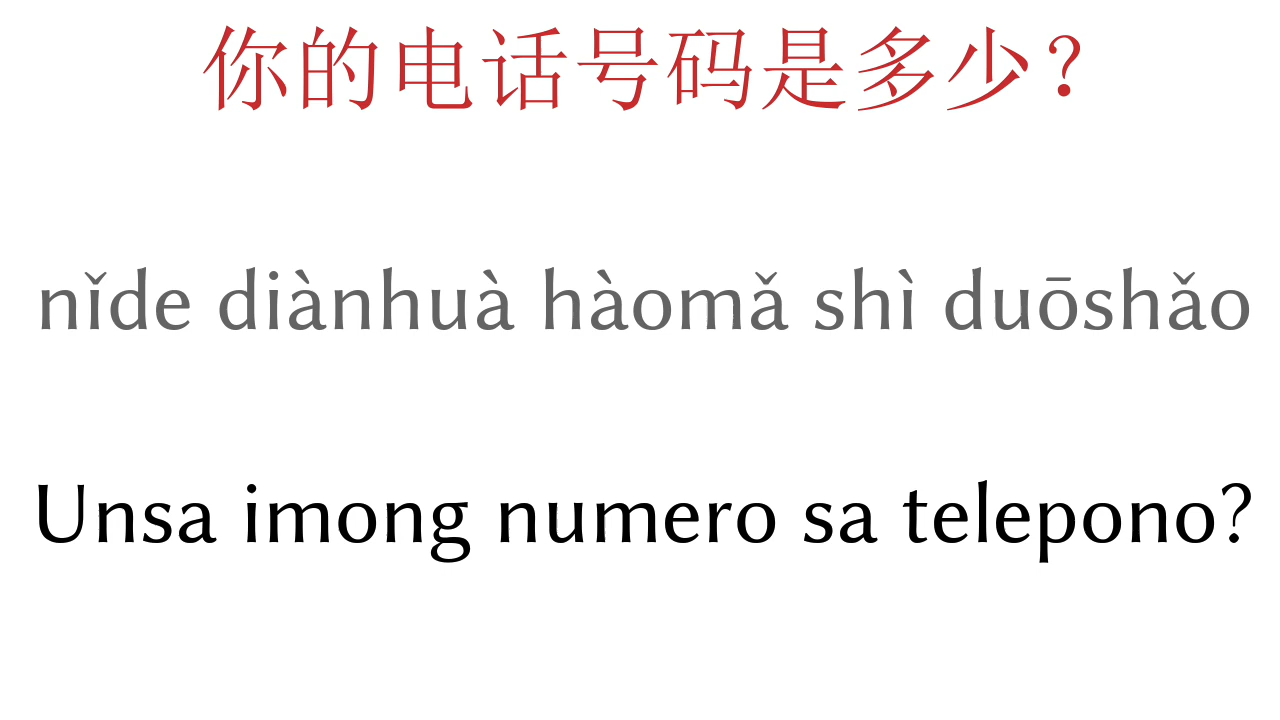 你的电话号码是多少？
nǐde diànhuà hàomǎ shì duōshǎo
Unsa imong numero sa telepono?